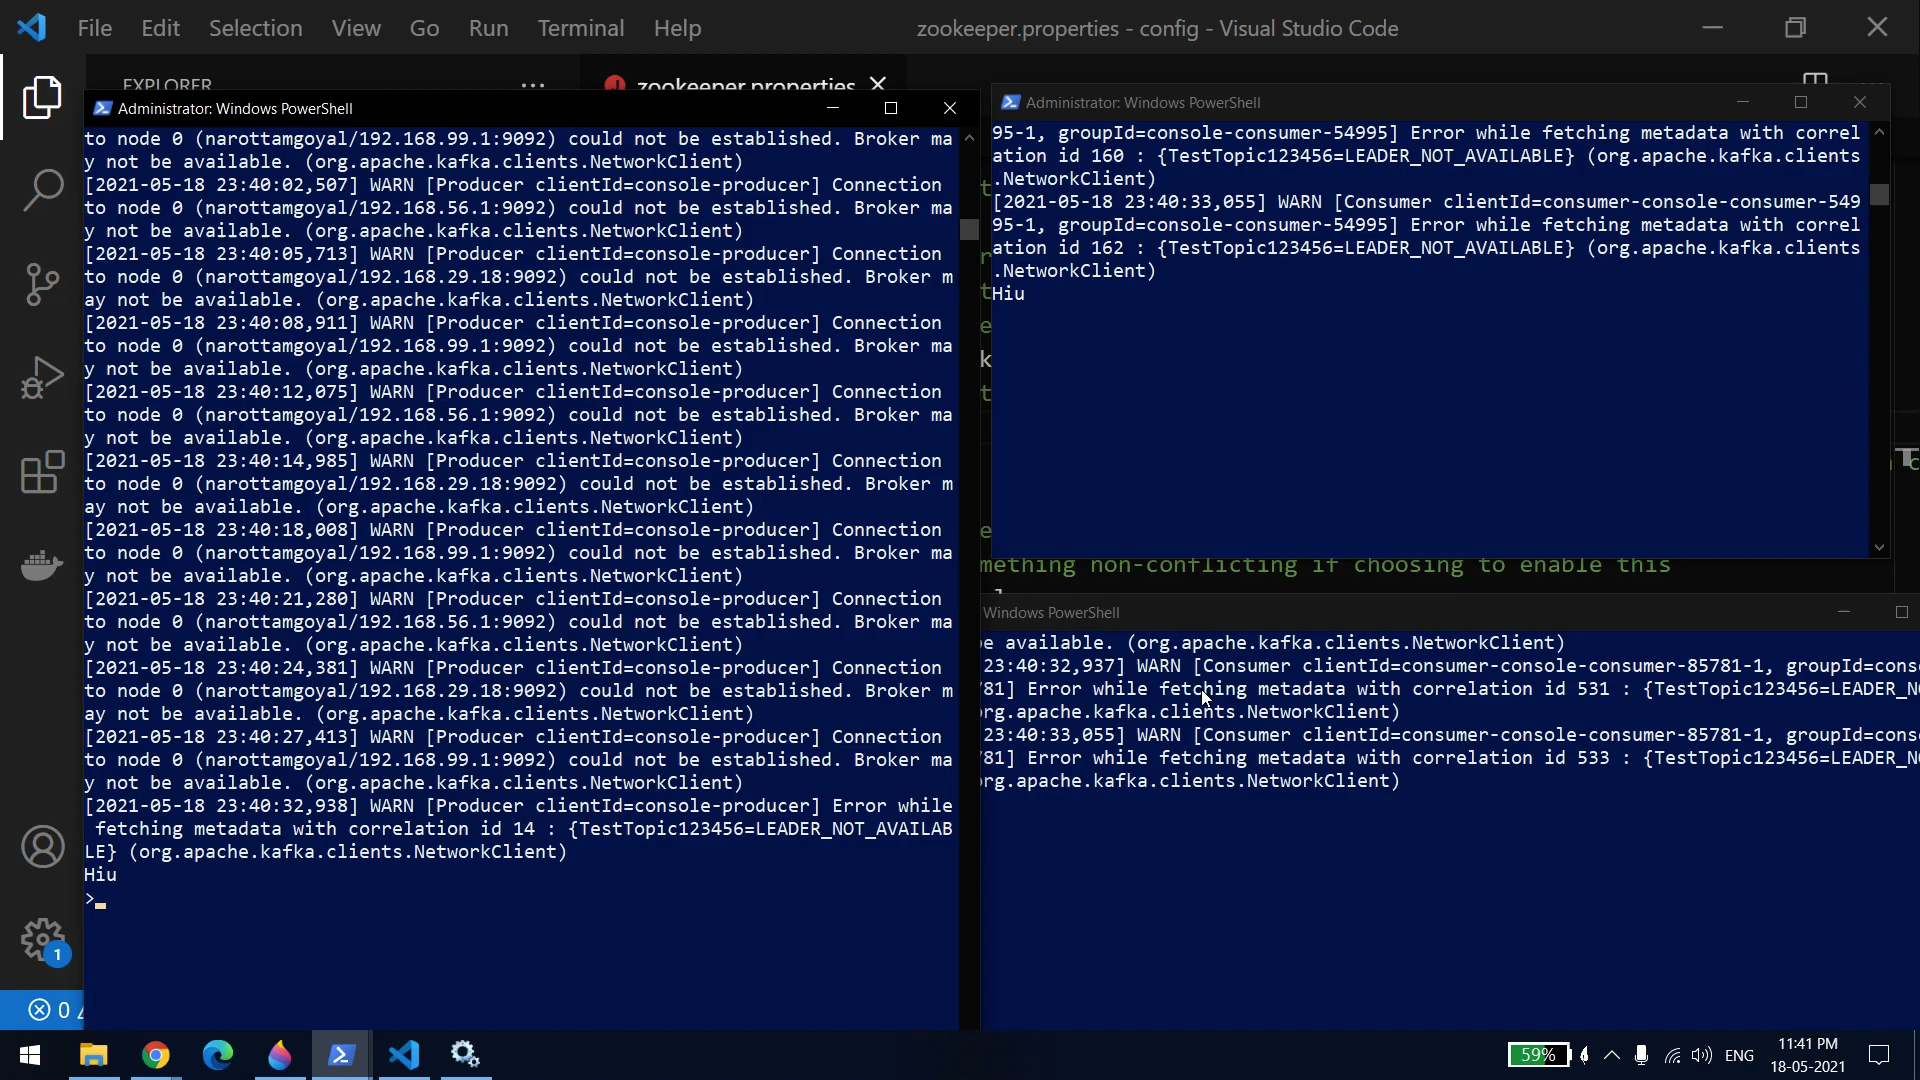 File Edit Selection View Go Run Terminal Help
zookeeper.properties - config - Visual Studio Code
EXPLORER
zookeeper.properties
Administrator: Windows PowerShell
to node 0 (narottamgoyal/192.168.99.1:9092) could not be established. Broker ma
y not be available. (org.apache.kafka.clients.NetworkClient)
[2021-05-18 23:40:02,507] WARN [Producer clientId=console-producer] Connection
to node 0 (narottamgoyal/192.168.56.1:9092) could not be established. Broker ma
y not be available. (org.apache.kafka.clients.NetworkClient)
[2021-05-18 23:40:05,713] WARN [Producer clientId=console-producer] Connection
to node 0 (narottamgoyal/192.168.29.18:9092) could not be established. Broker m
ay not be available. (org.apache.kafka.clients.NetworkClient)
[2021-05-18 23:40:08,911] WARN [Producer clientId=console-producer] Connection
to node 0 (narottamgoyal/192.168.99.1:9092) could not be established. Broker ma
y not be available. (org.apache.kafka.clients.NetworkClient)
[2021-05-18 23:40:12,075] WARN [Producer clientId=console-producer] Connection
to node 0 (narottamgoyal/192.168.56.1:9092) could not be established. Broker ma
y not be available. (org.apache.kafka.clients.NetworkClient)
[2021-05-18 23:40:14,985] WARN [Producer clientId=console-producer] Connection
to node 0 (narottamgoyal/192.168.29.18:9092) could not be established. Broker m
ay not be available. (org.apache.kafka.clients.NetworkClient)
[2021-05-18 23:40:18,008] WARN [Producer clientId=console-producer] Connection
to node 0 (narottamgoyal/192.168.99.1:9092) could not be established. Broker ma
y not be available. (org.apache.kafka.clients.NetworkClient)
[2021-05-18 23:40:21,280] WARN [Producer clientId=console-producer] Connection
to node 0 (narottamgoyal/192.168.56.1:9092) could not be established. Broker ma
y not be available. (org.apache.kafka.clients.NetworkClient)
[2021-05-18 23:40:24,381] WARN [Producer clientId=console-producer] Connection
to node 0 (narottamgoyal/192.168.29.18:9092) could not be established. Broker m
ay not be available. (org.apache.kafka.clients.NetworkClient)
[2021-05-18 23:40:27,413] WARN [Producer clientId=console-producer] Connection
to node 0 (narottamgoyal/192.168.99.1:9092) could not be established. Broker ma
y not be available. (org.apache.kafka.clients.NetworkClient)
[2021-05-18 23:40:32,938] WARN [Producer clientId=console-producer] Error while
fetching metadata with correlation id 14 : {TestTopic123456=LEADER_NOT_AVAILAB
LE} (org.apache.kafka.clients.NetworkClient)
Hiu
>
Administrator: Windows PowerShell
95-1, groupId=console-consumer-54995] Error while fetching metadata with correl
ation id 160 : {TestTopic123456=LEADER_NOT_AVAILABLE} (org.apache.kafka.clients
.NetworkClient)
[2021-05-18 23:40:33,055] WARN [Consumer clientId=consumer-console-consumer-549
95-1, groupId=console-consumer-54995] Error while fetching metadata with correl
ation id 162 : {TestTopic123456=LEADER_NOT_AVAILABLE} (org.apache.kafka.clients
.NetworkClient)
Hiu
mething non-conflicting if choosing to enable this
Windows PowerShell
be available. (org.apache.kafka.clients.NetworkClient)
23:40:32,937] WARN [Consumer clientId=consumer-console-consumer-85781-1, groupId=cons
81] Error while fetching metadata with correlation id 531 : {TestTopic123456=LEADER_N
org.apache.kafka.clients.NetworkClient)
23:40:33,055] WARN [Consumer clientId=consumer-console-consumer-85781-1, groupId=cons
81] Error while fetching metadata with correlation id 533 : {TestTopic123456=LEADER_N
org.apache.kafka.clients.NetworkClient)
1
0
59%
ENG
11:41 PM
18-05-2021